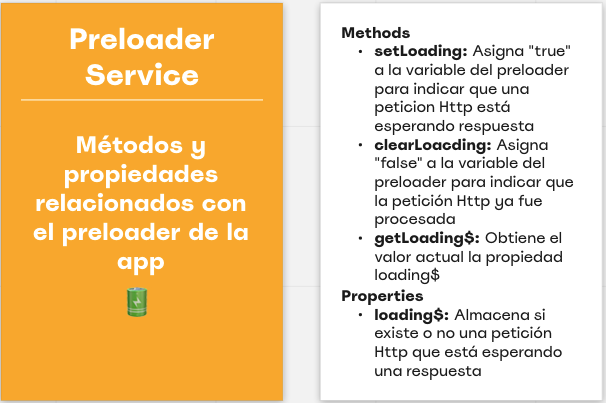 Preloader
Service
Métodos y
propiedades
relacionados con
el preloader de la
app
Methods
• setLoading: Asigna "true"
a la variable del preloader
para indicar que una
peticion Http está
esperando respuesta
• clearLoacding: Asigna
"false" a la variable del
preloader para indicar que
la petición Http ya fue
procesada
• getLoading$: Obtiene el
valor actual la propiedad
loading$
Properties
• loading$: Almacena si
existe o no una petición
Http que está esperando
una respuesta